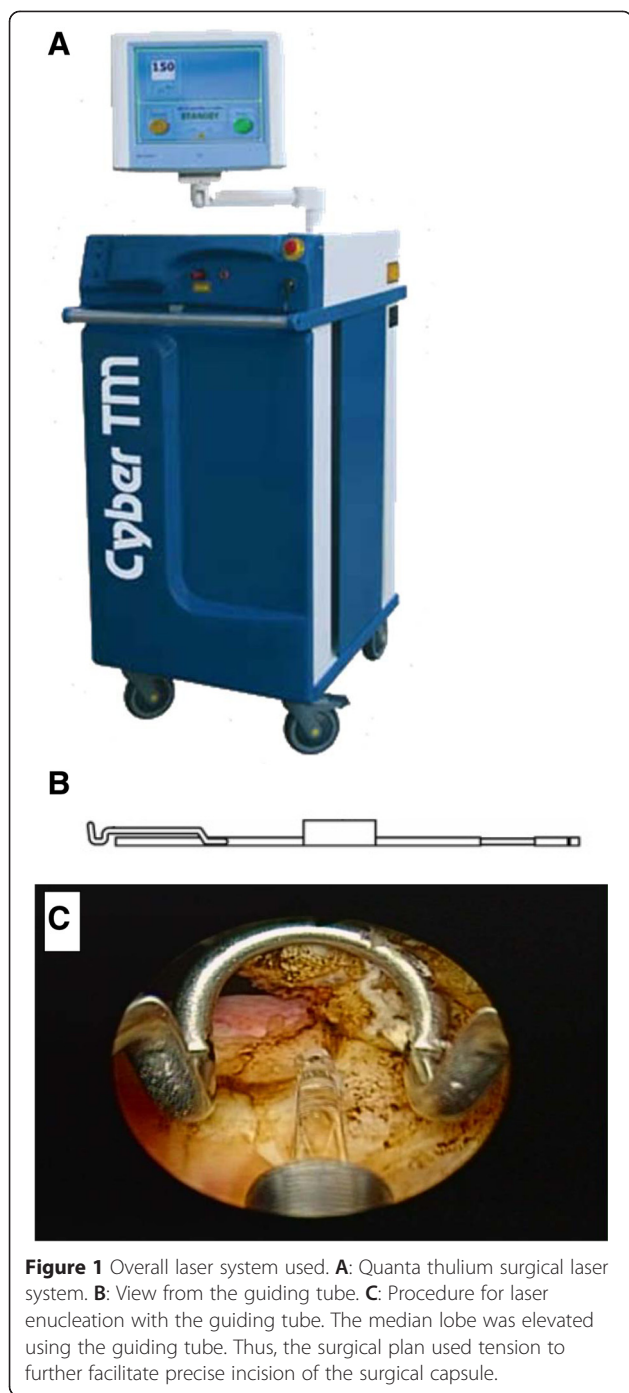 A
150
STANDBY
Cyber TM
B
C
Figure 1 Overall laser system used. A: Quanta thulium surgical laser
system. B: View from the guiding tube. C: Procedure for laser
enucleation with the guiding tube. The median lobe was elevated
using the guiding tube. Thus, the surgical plan used tension to
further facilitate precise incision of the surgical capsule.